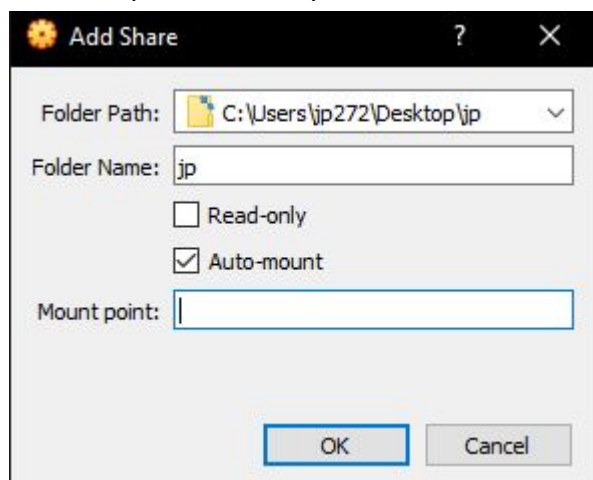 Add Share
Folder Path: C:\Users\jp272\Desktop\jp
Folder Name: jp
Read-only
Auto-mount
Mount point:
OK Cancel